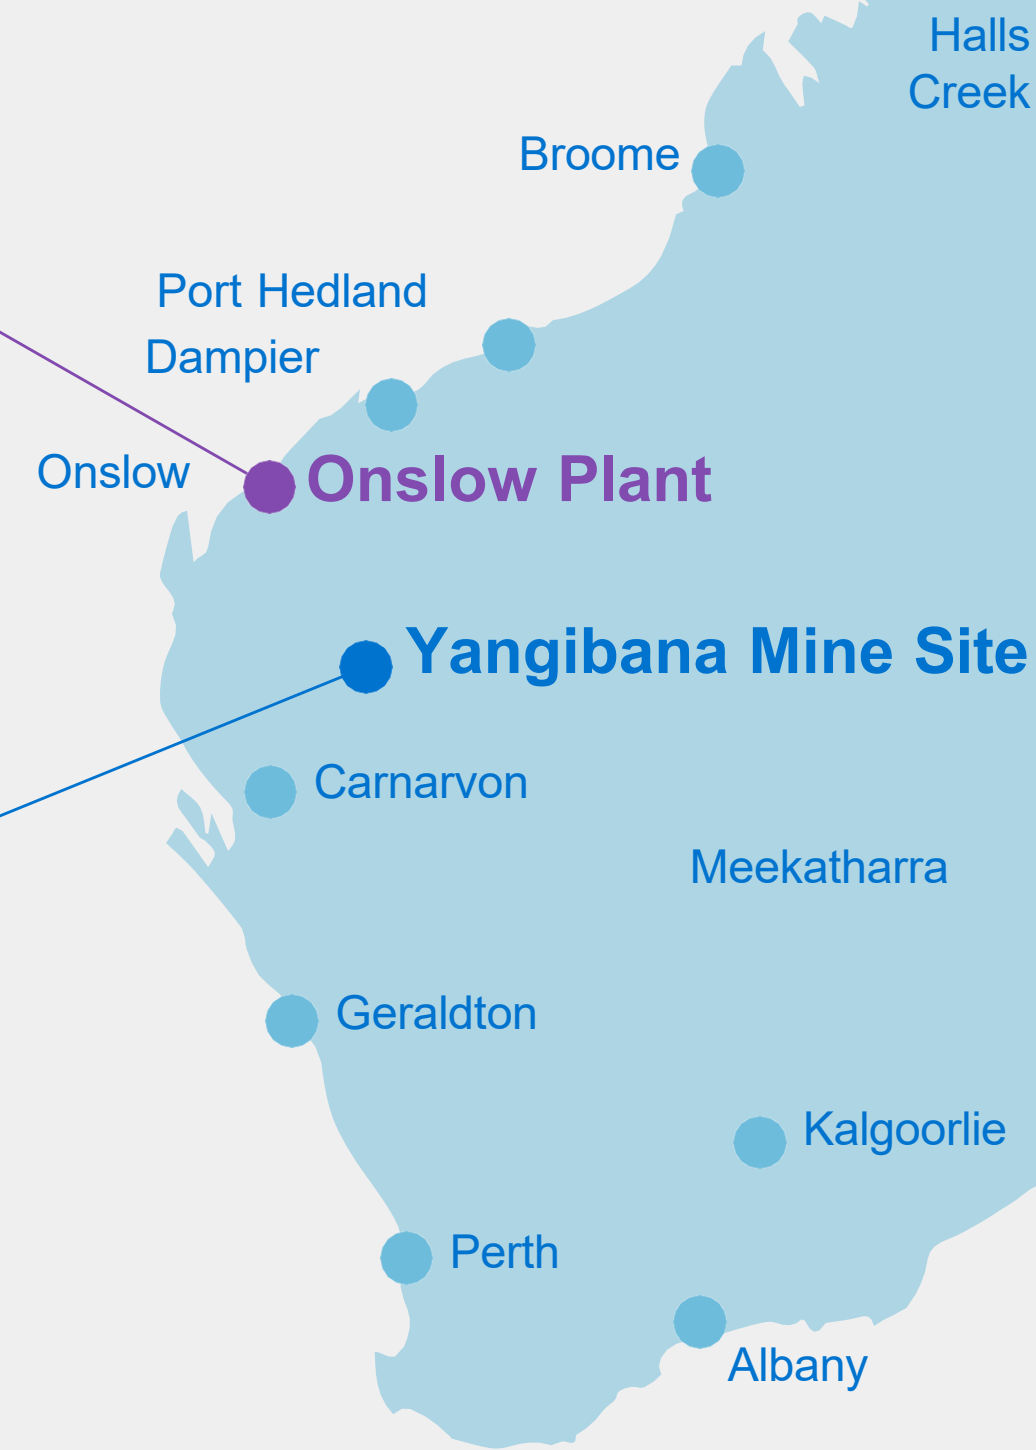 Halls
Creek
Broome
Port Hedland
Dampier
Onslow
Onslow Plant
Yangibana Mine Site
Carnarvon
Meekatharra
Geraldton
Kalgoorlie
Perth
Albany